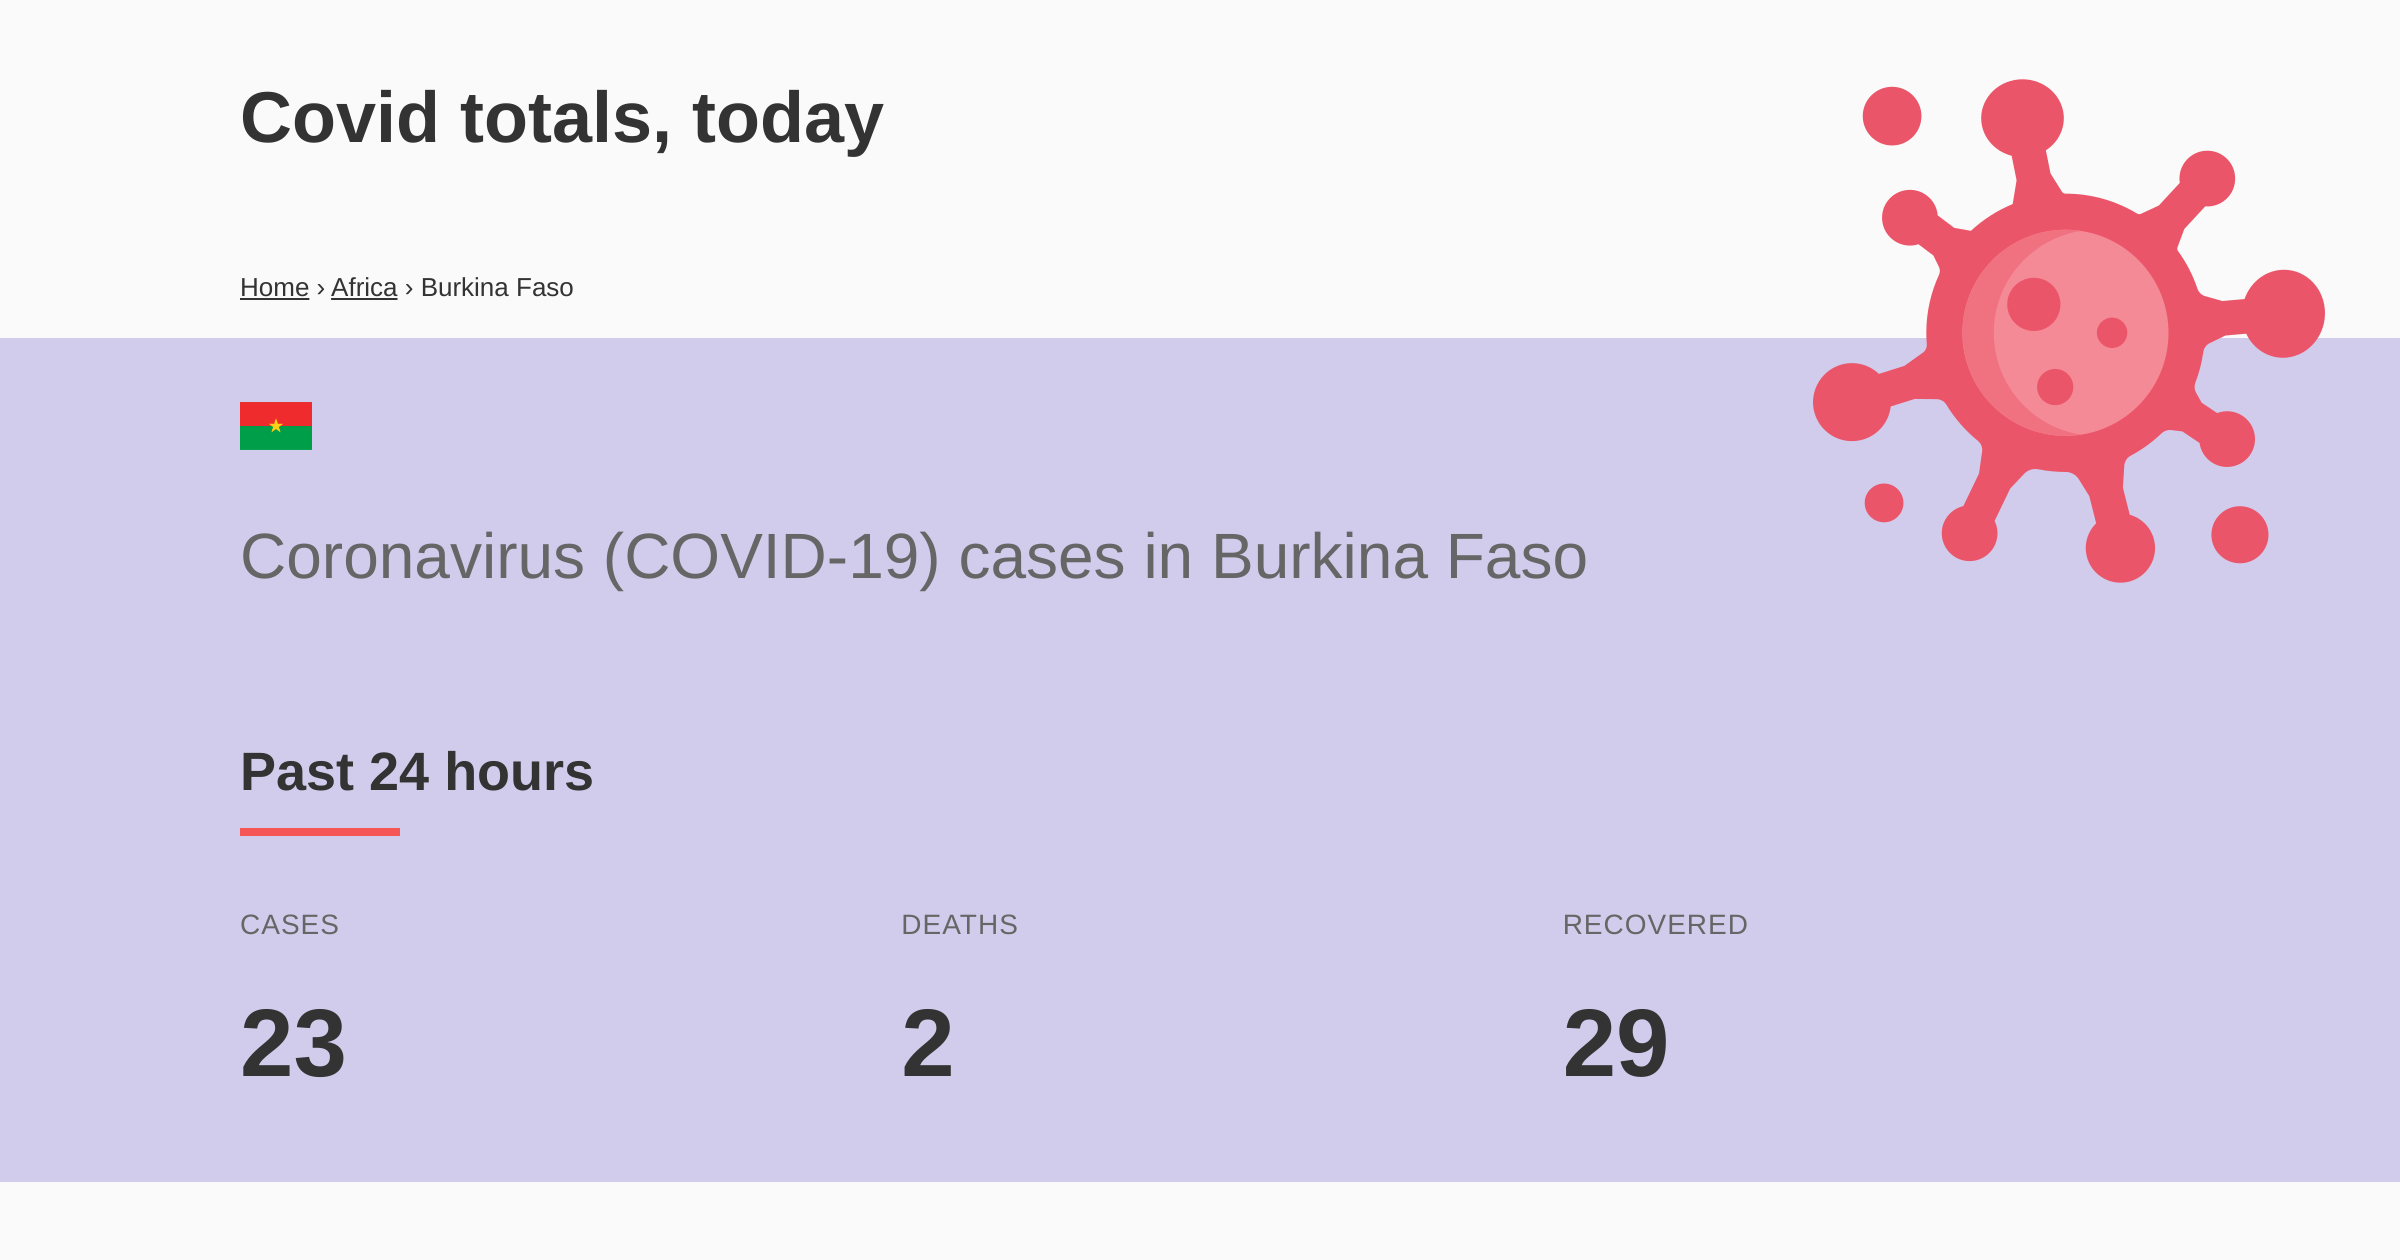 Covid totals, today
Home › Africa › Burkina Faso
Coronavirus (COVID-19) cases in Burkina Faso
Past 24 hours
CASES DEATHS RECOVERED
23 2 29